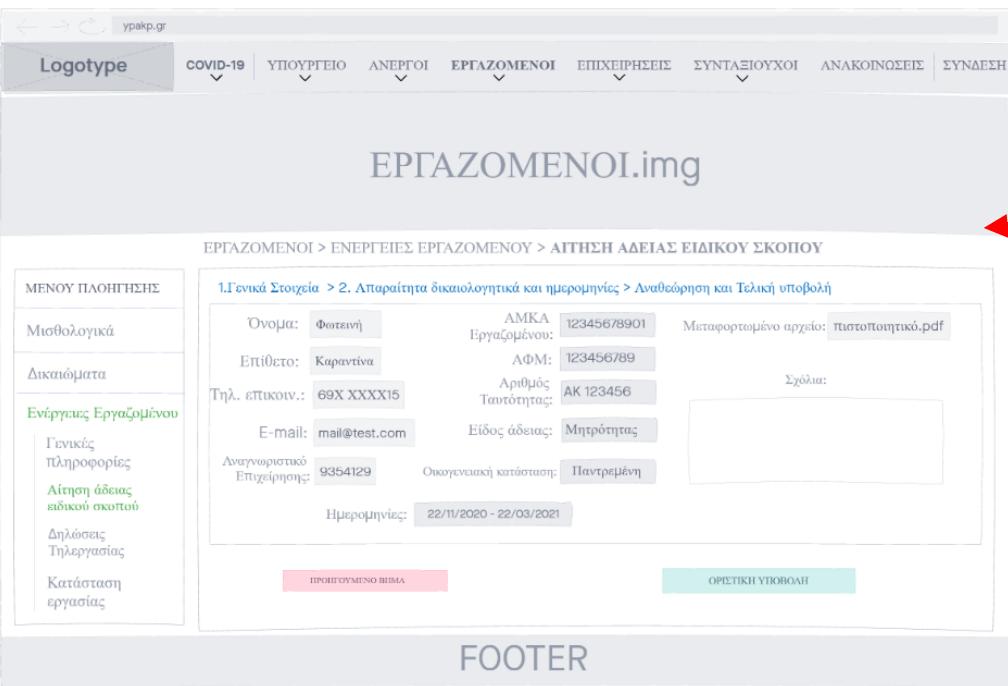 ypakp.gr
Logotype
COVID-19 ΥΠΟΥΡΓΕΙΟ ΑΝΕΡΓΟΙ ΕΡΓΑΖΟΜΕΝΟΙ ΕΠΙΧΕΙΡΗΣΕΙΣ ΣΥΝΤΑΞΙΟΥΧΟΙ ΑΝΑΚΟΙΝΩΣΕΙΣ ΣΥΝΔΕΣΗ
ΕΡΓΑΖΟΜΕΝΟΙ.img
ΕΡΓΑΖΟΜΕΝΟΙ > ΕΝΕΡΓΕΙΕΣ ΕΡΓΑΖΟΜΕΝΟΥ > ΑΙΤΗΣΗ ΑΔΕΙΑΣ ΕΙΔΙΚΟΥ ΣΚΟΠΟΥ
ΜΕΝΟΥ ΠΛΟΗΓΗΣΗΣ
Μισθολογικά
Δικαιώματα
Ενέργειες Εργαζομένου
Γενικές
πληροφορίες
Αίτηση άδειας
ειδικού σκοπού
Δηλώσεις
Τηλεργασίας
Κατάσταση
εργασίας
1.Γενικά Στοιχεία > 2. Απαραίτητα δικαιολογητικά και ημερομηνίες > Αναθεώρηση και Τελική υποβολή
Όνομα: Φωτεινή
Επίθετο: Καραντίνα
Τηλ. επικοιν.: 69X XXXX15
E-mail: mail@test.com
Αναγνωριστικό
Επιχείρησης: 9354129
ΑΜΚΑ
Εργαζομένου: 12345678901
ΑΦΜ: 123456789
Αριθμός
Ταυτότητας: AK 123456
Είδος άδειας: Μητρότητας
Οικογενειακή κατάσταση: Παντρεμένη
Ημερομηνίες: 22/11/2020 - 22/03/2021
Μεταφορτωμένο αρχείο: πιστοποιητικό.pdf
Σχόλια:
ΠΡΟΗΓΟΥΜΕΝΟ ΒΗΜΑ
ΟΡΙΣΤΙΚΗ ΥΠΟΒΟΛΗ
FOOTER